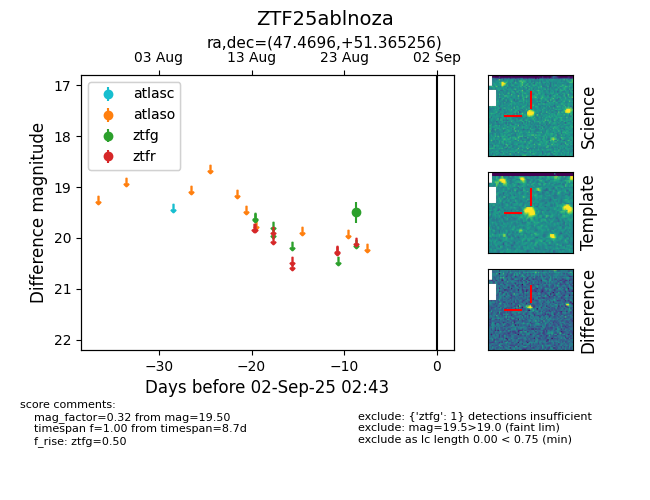 ZTF25ablnoza
ra,dec=(47.4696,+51.365256)
03 Aug
13 Aug
23 Aug
02 Sep
17
18
19
20
21
22
Difference magnitude
atlasc
atlaso
ztfg
ztfr
−30
−20
−10
0
Days before 02-Sep-25 02:43
Science
Template
Difference
score comments:
mag_factor=0.32 from mag=19.50
timespan f=1.00 from timespan=8.7d
f_rise: ztfg=0.50
exclude: {'ztfg': 1} detections insufficient
exclude: mag=19.5>19.0 (faint lim)
exclude as lc length 0.00 < 0.75 (min)